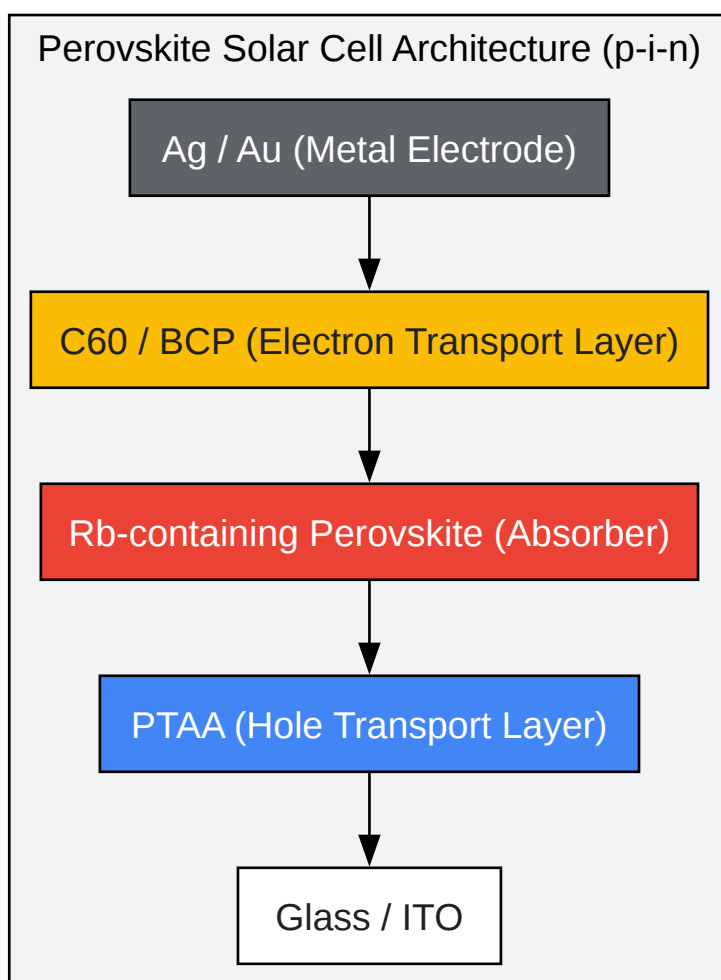 Perovskite Solar Cell Architecture (p-i-n)
Ag / Au (Metal Electrode)
C60 / BCP (Electron Transport Layer)
Rb-containing Perovskite (Absorber)
PTAA (Hole Transport Layer)
Glass / ITO